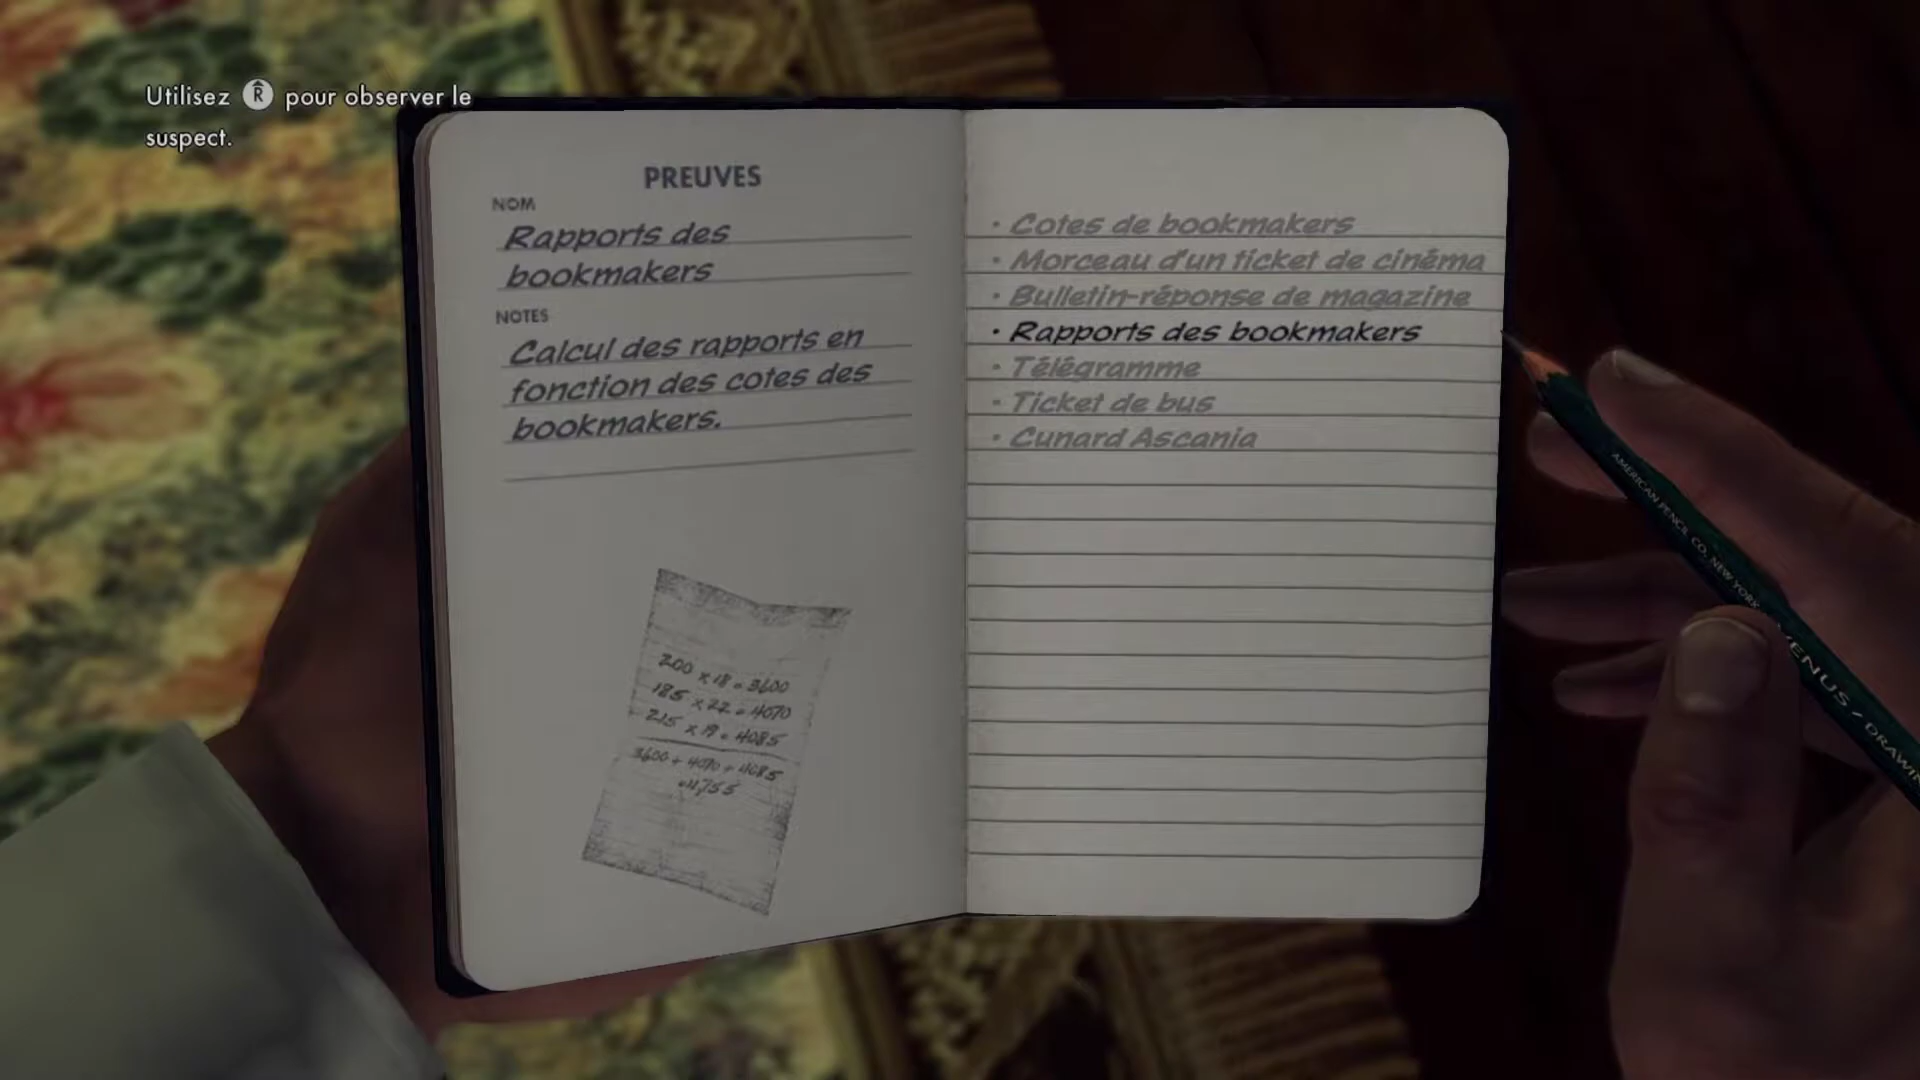 Utilisez R pour observer le
suspect.
PREUVES
NOM
Rapports des
bookmakers
NOTES
Calcul des rapports en
fonction des cotes des
bookmakers.
200 x 18 = 3600
185 x 22 = 4070
215 x 19 = 4085
3600 + 4070 + 4085
=11755
• Cotes de bookmakers
• Morceau d'un ticket de cinéma
• Bulletin-réponse de magazine
• Rapports des bookmakers
• Télégramme
• Ticket de bus
• Cunard Ascania
AMERICAN PENCIL CO. NEW YORK
VENUS / DRAWIN